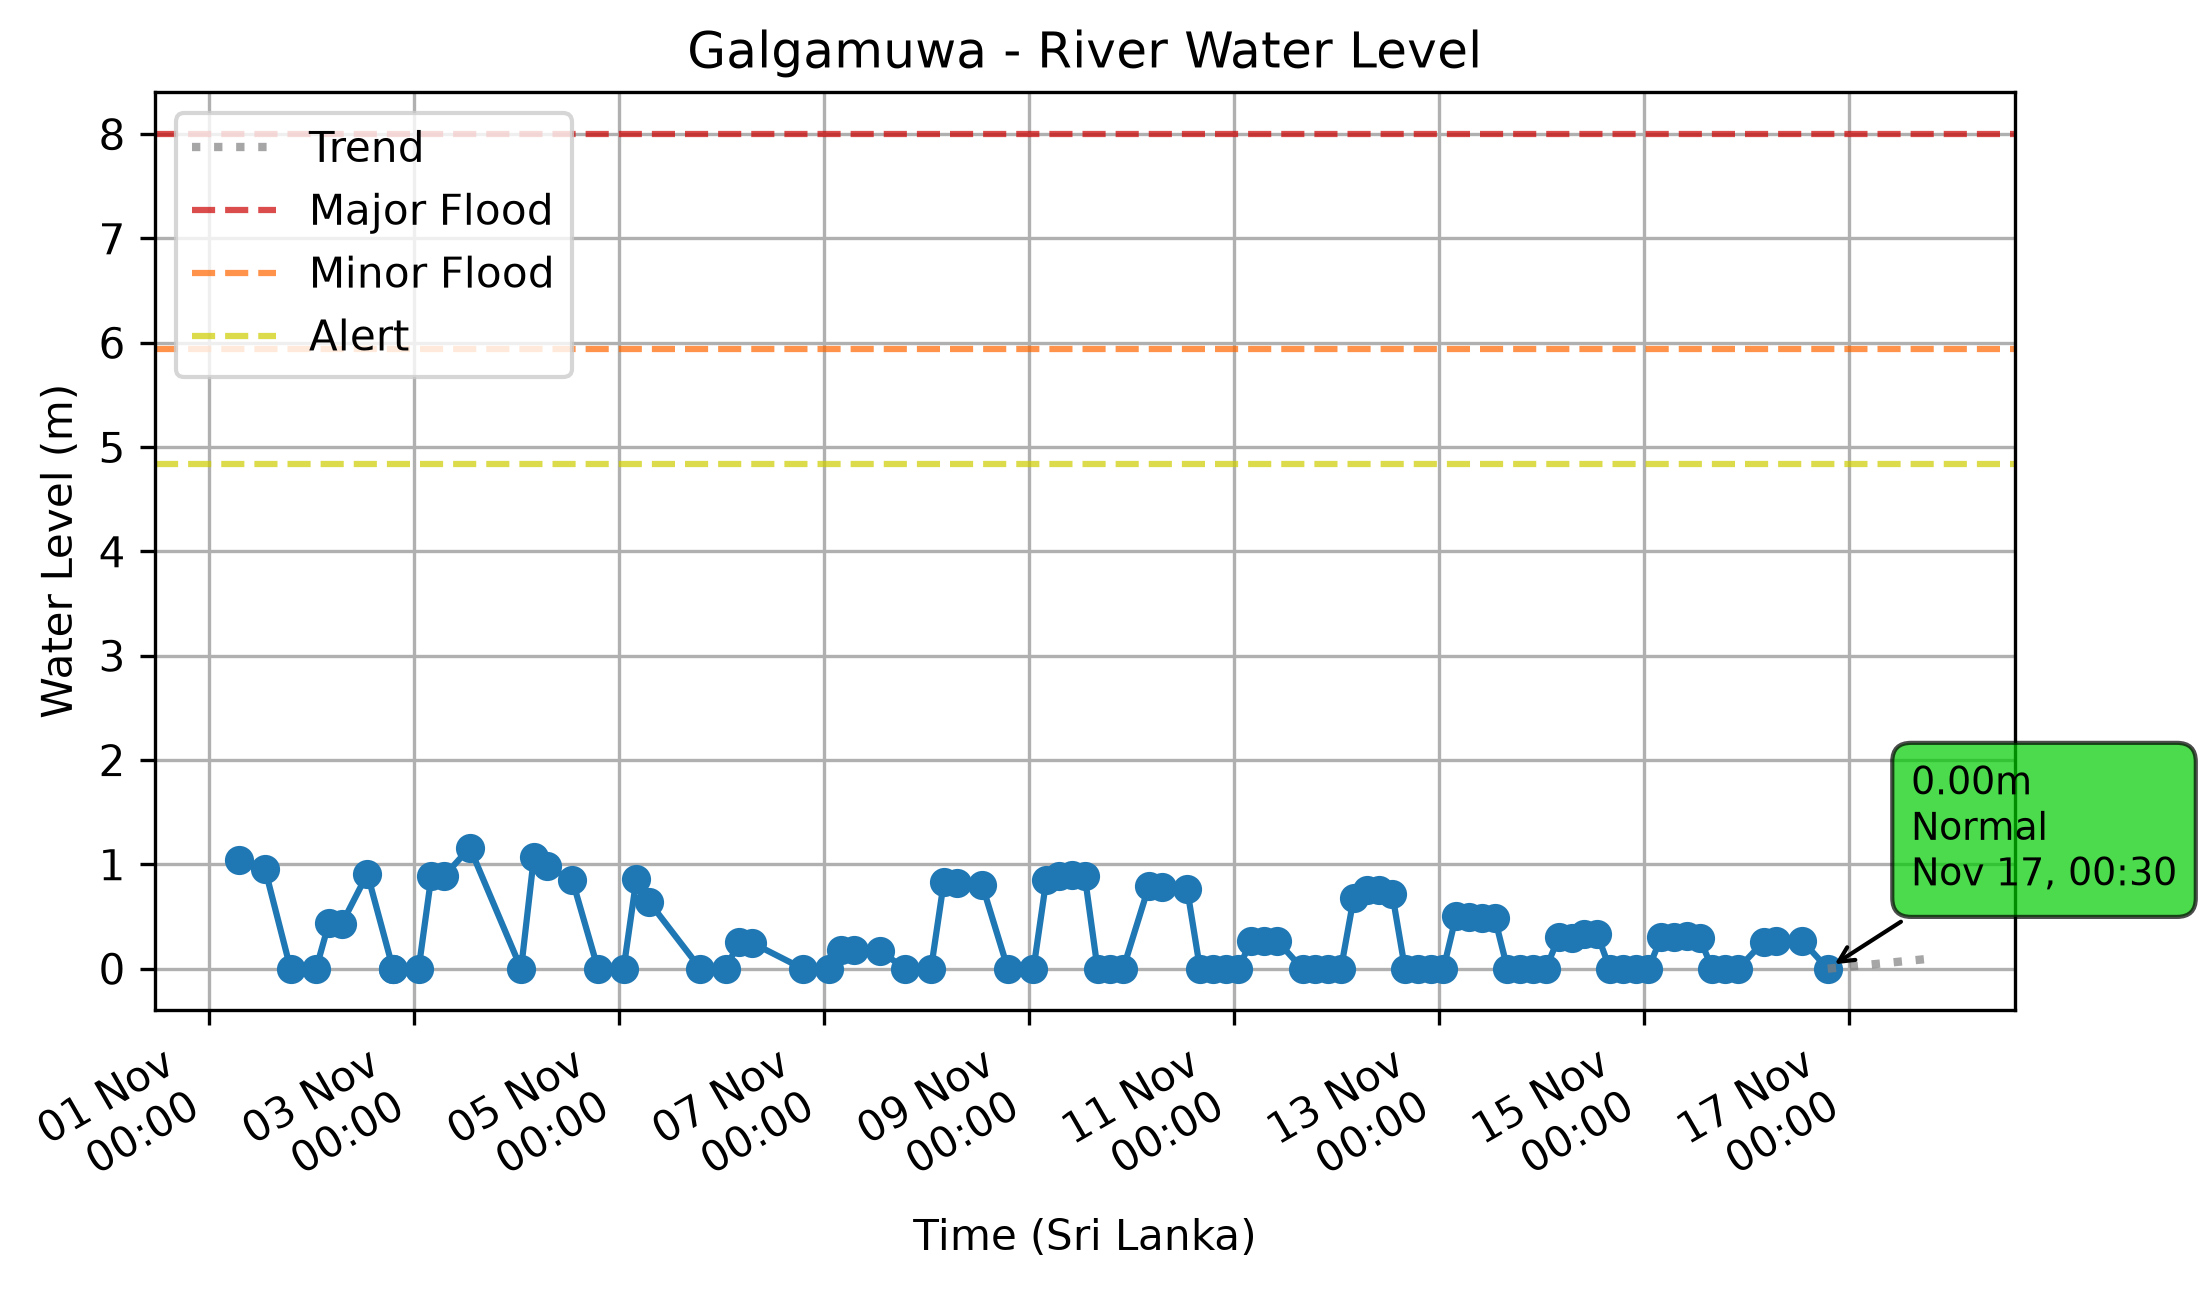 Galgamuwa - River Water Level
Trend
Major Flood
Minor Flood
Alert
8
7
6
5
4
3
2
1
0
Water Level (m)
0.00m
Normal
Nov 17, 00:30
01 Nov
00:00
03 Nov
00:00
05 Nov
00:00
07 Nov
00:00
09 Nov
00:00
11 Nov
00:00
13 Nov
00:00
15 Nov
00:00
17 Nov
00:00
Time (Sri Lanka)